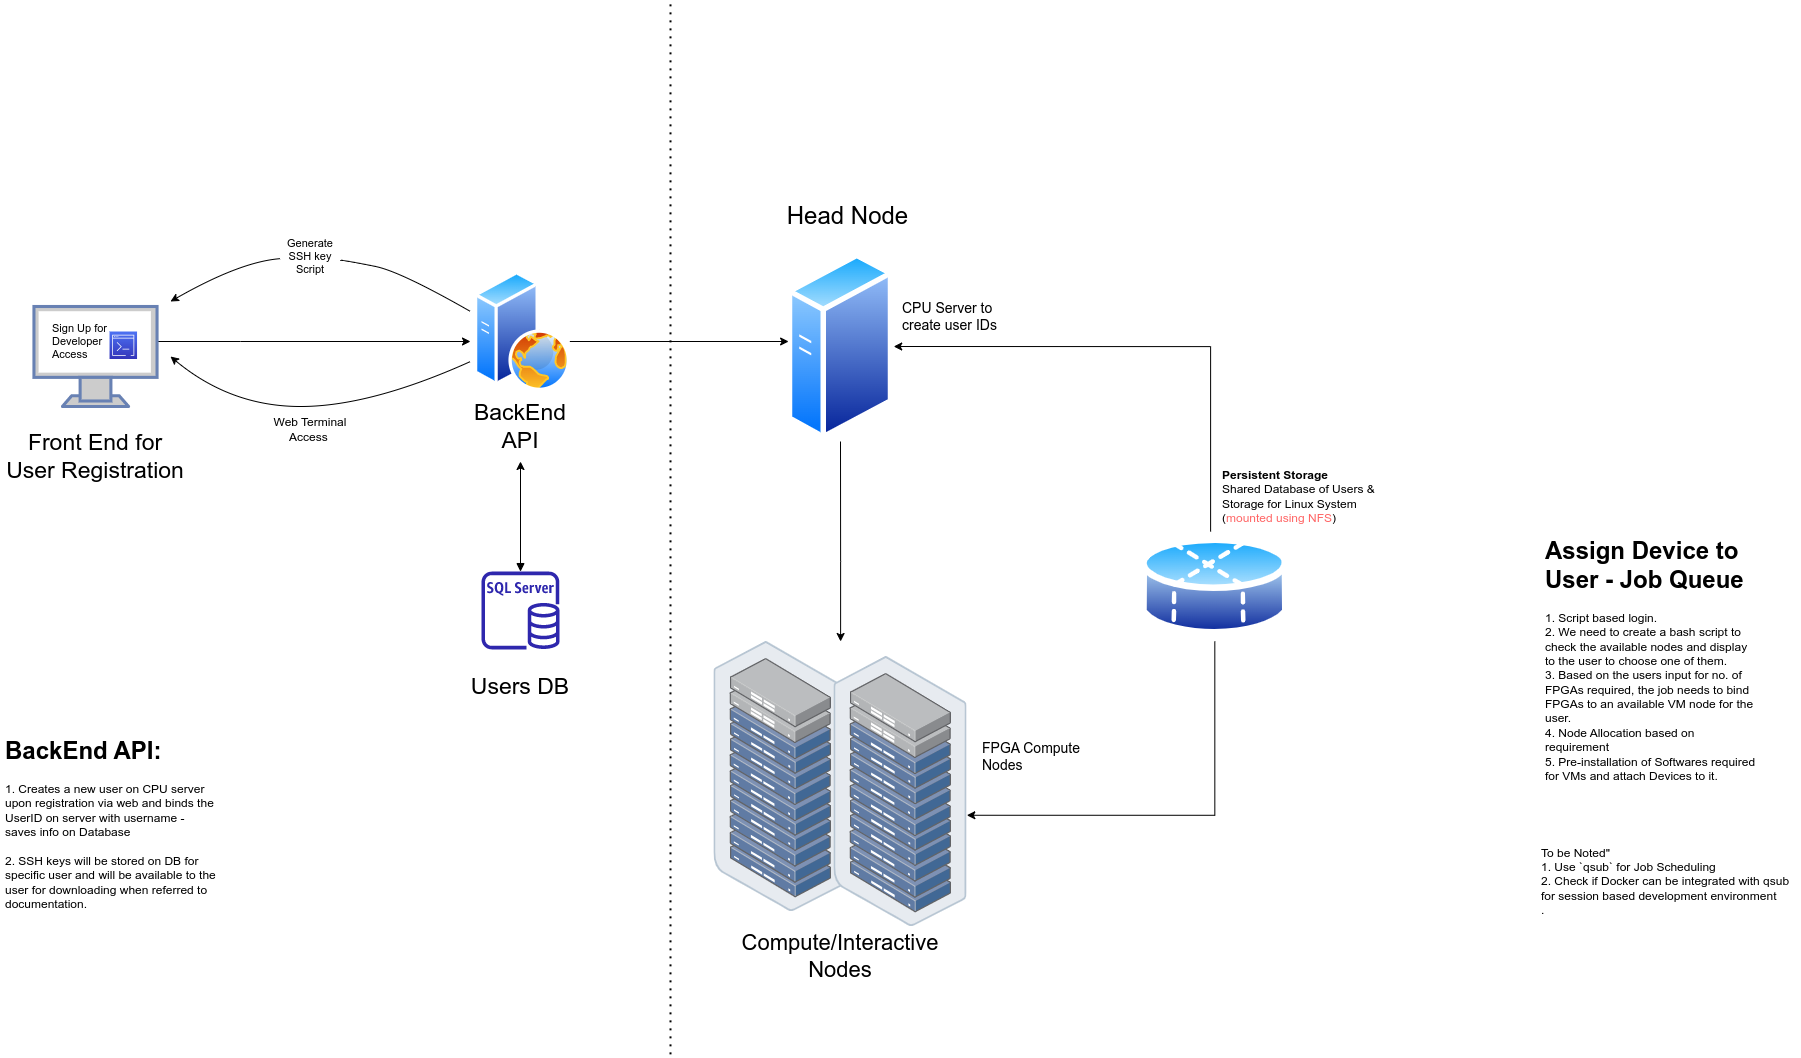 Head Node
Generate
SSH key
Script
Sign Up for
Developer
Access
CPU Server to
create user IDs
BackEnd
API
Web Terminal
Access
Front End for
User Registration
Persistent Storage
Shared Database of Users &
Storage for Linux System
(mounted using NFS)
SQL Server
Users DB
Assign Device to
User - Job Queue
1. Script based login.
2. We need to create a bash script to
check the available nodes and display
to the user to choose one of them.
3. Based on the users input for no. of
FPGAs required, the job needs to bind
FPGAs to an available VM node for the
user.
4. Node Allocation based on
requirement
5. Pre-installation of Softwares required
for VMs and attach Devices to it.
BackEnd API:
1. Creates a new user on CPU server
upon registration via web and binds the
UserID on server with username -
saves info on Database
2. SSH keys will be stored on DB for
specific user and will be available to the
user for downloading when referred to
documentation.
FPGA Compute
Nodes
Compute/Interactive
Nodes
To be Noted"
1. Use `qsub` for Job Scheduling
2. Check if Docker can be integrated with qsub
for session based development environment
.